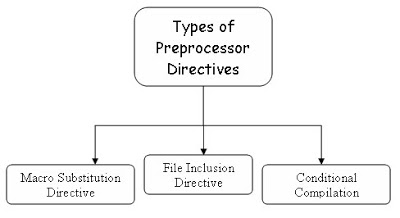 Types of
Preprocessor
Directives
Macro Substitution
Directive
File Inclusion
Directive
Conditional
Compilation